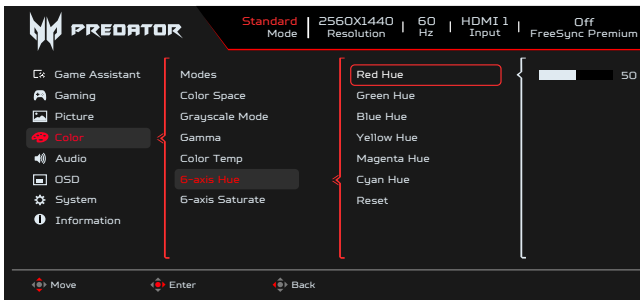 PREDATOR
Standard
Mode
2560X1440
Resolution
60
Hz
HDMI 1
Input
Off
FreeSync Premium
Game Assistant
Gaming
Picture
Color
Audio
OSD
System
Information
Modes
Color Space
Grayscale Mode
Gamma
Color Temp
6-axis Hue
6-axis Saturate
Red Hue
Green Hue
Blue Hue
Yellow Hue
Magenta Hue
Cyan Hue
Reset
50
Move
Enter
Back